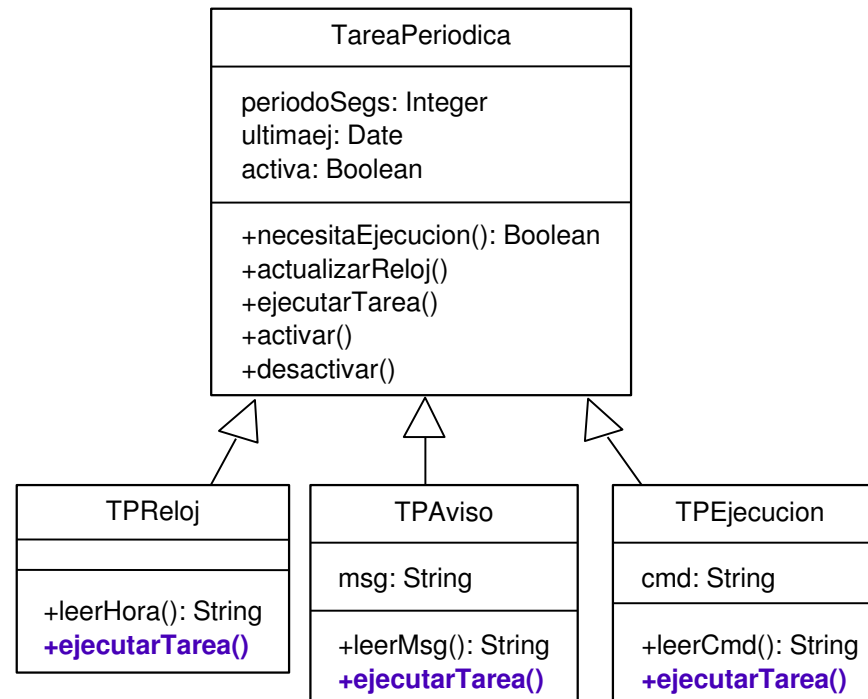 TareaPeriodica
periodoSegs: Integer
ultimaej: Date
activa: Boolean
+necesitaEjecucion(): Boolean
+actualizarReloj()
+ejecutarTarea()
+activar()
+desactivar()
TPReloj
+leerHora(): String
+ejecutarTarea()
TPAviso
msg: String
+leerMsg(): String
+ejecutarTarea()
TPEjecucion
cmd: String
+leerCmd(): String
+ejecutarTarea()